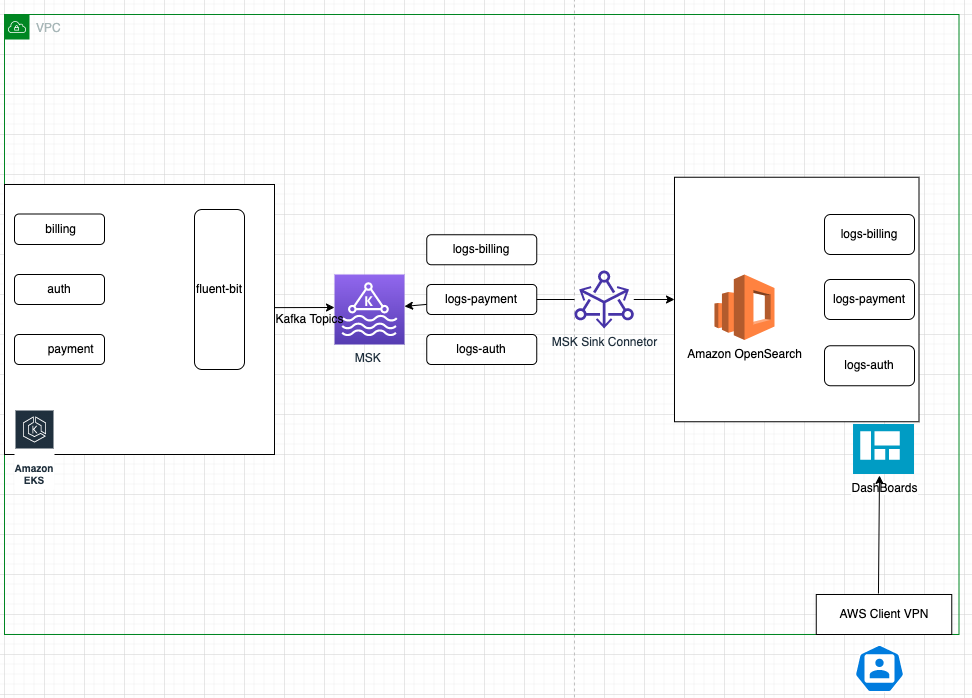 VPC
billing
auth
payment
fluent-bit
Amazon
EKS
Kafka Topics
K
MSK
logs-billing
logs-payment
logs-auth
MSK Sink Connetor
Amazon OpenSearch
logs-billing
logs-payment
logs-auth
DashBoards
AWS Client VPN